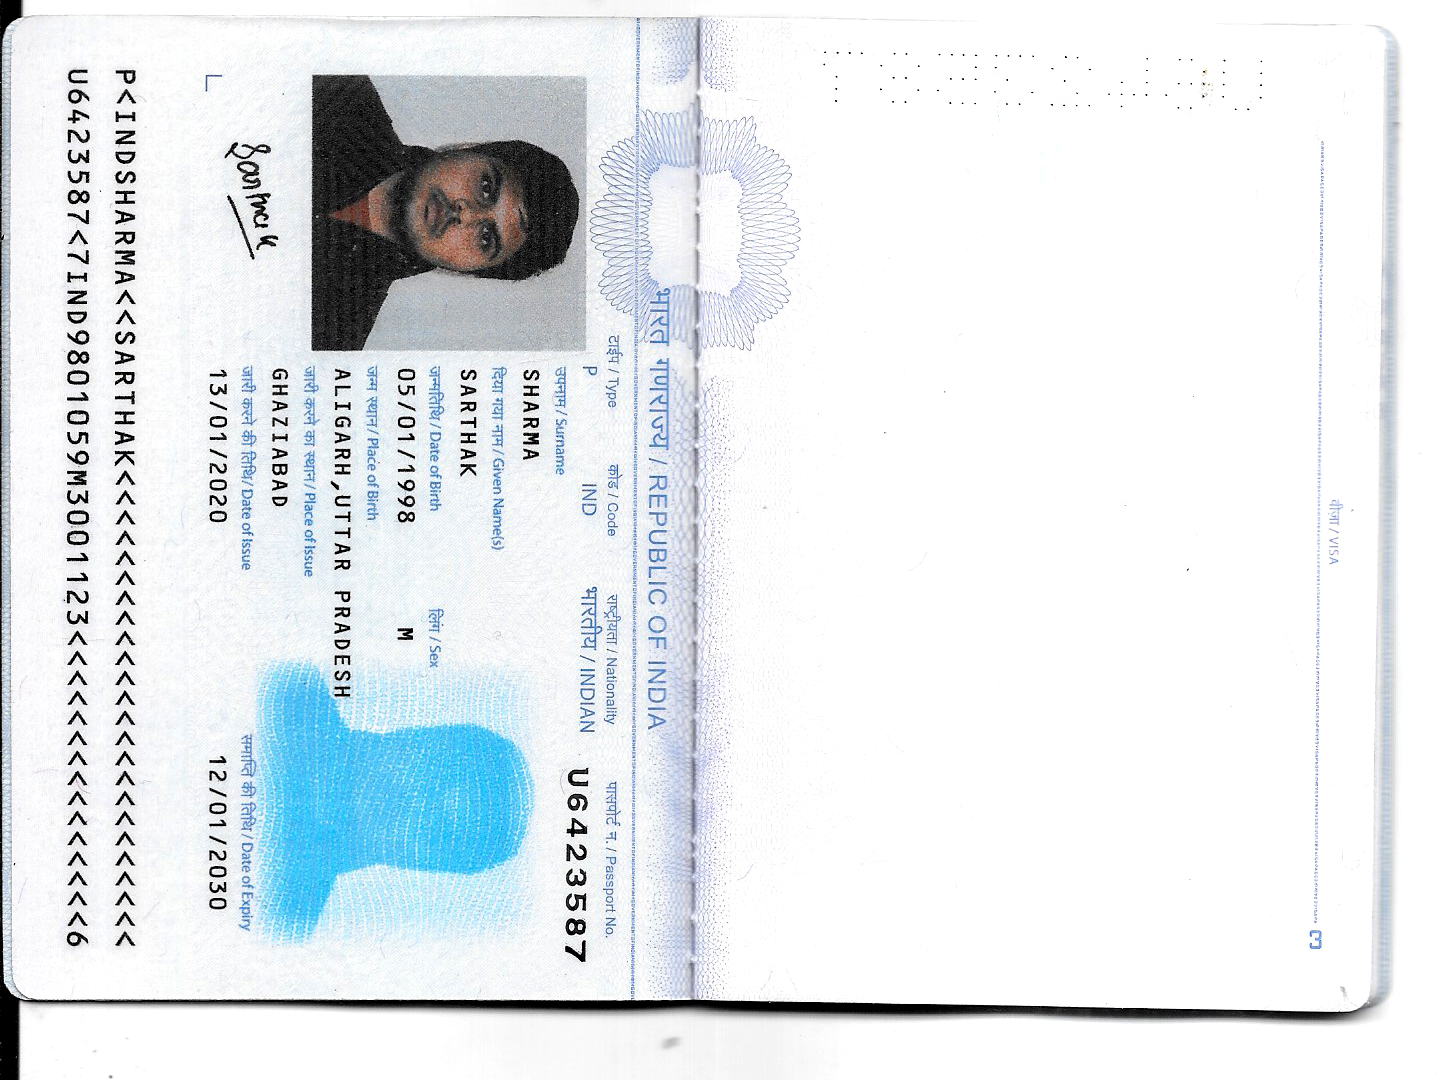 वीज़ा / VISA
3
भारत गणराज्य / REPUBLIC OF INDIA
टाईप / Type कोड / Code राष्ट्रीयता / Nationality पासपोर्ट न. / Passport No.
P IND भारतीय / INDIAN U6423587
उपनाम / Surname
SHARMA
दिया गया नाम / Given Name(s)
SARTHAK
जन्मतिथि / Date of Birth लिंग / Sex
05/01/1998 M
जन्म स्थान / Place of Birth
ALIGARH,UTTAR PRADESH
जारी करने का स्थान / Place of Issue
GHAZIABAD
जारी करने की तिथि / Date of Issue समाप्ति की तिथि / Date of Expiry
13/01/2020 12/01/2030
Sarthak
P<INDSHARMA<<SARTHAK<<<<<<<<<<<<<<<<<<<<<<<<
U6423587<7IND9801059M3001123<<<<<<<<<<<<<<<6